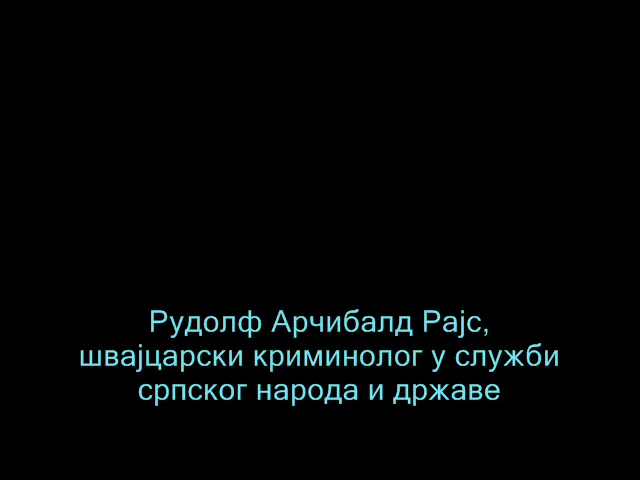 Рудолф Арчибалд Рајс,
швајцарски криминолог у служби
српског народа и државе